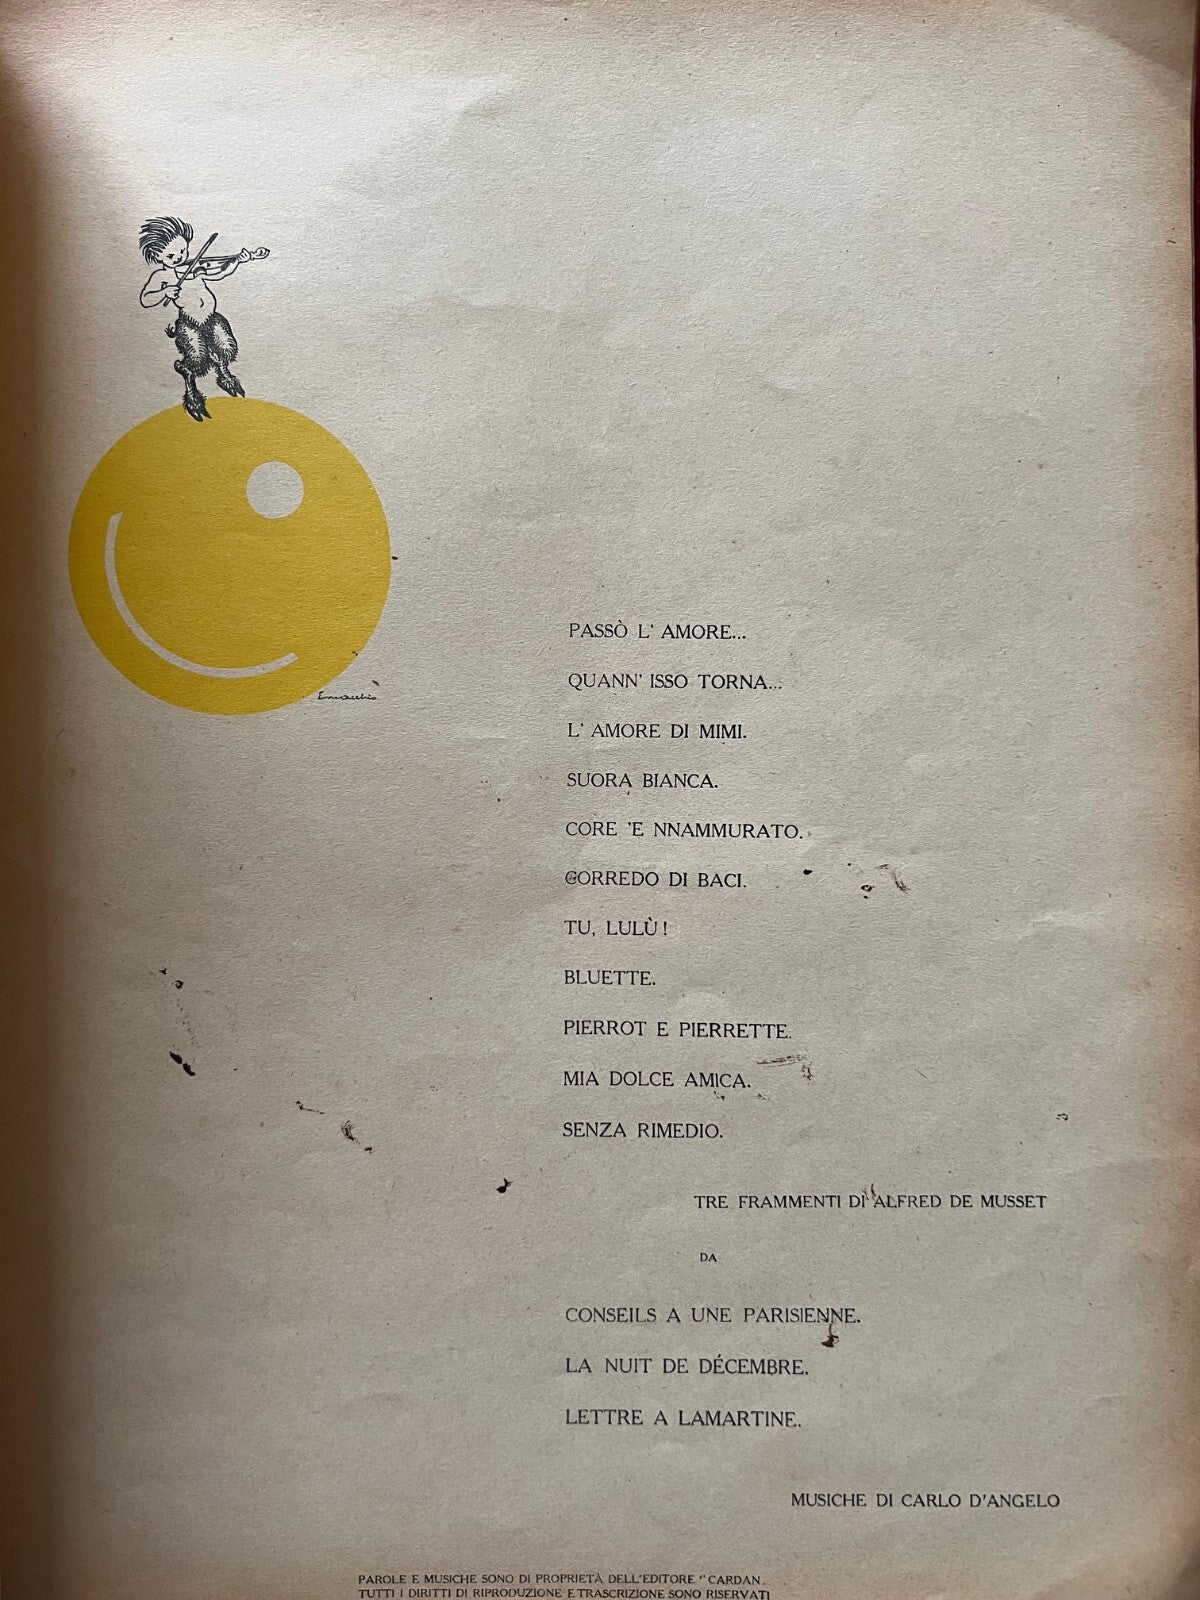 PASSÒ L' AMORE...
QUANN' ISSO TORNA...
L' AMORE DI MIMI.
SUORA BIANCA.
CORE 'E NNAMMURATO.
CORREDO DI BACI.
TU, LULÙ!
BLUETTE.
PIERROT E PIERRETTE.
MIA DOLCE AMICA.
SENZA RIMEDIO.
TRE FRAMMENTI DI ALFRED DE MUSSET
DA
CONSEILS A UNE PARISIENNE.
LA NUIT DE DÉCEMBRE.
LETTRE A LAMARTINE.
MUSICHE DI CARLO D'ANGELO
PAROLE E MUSICHE SONO DI PROPRIETÀ DELL'EDITORE "CARDAN.
TUTTI I DIRITTI DI RIPRODUZIONE E TRASCRIZIONE SONO RISERVATI